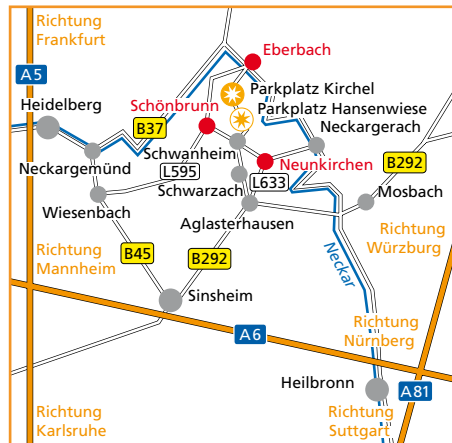 Richtung
Frankfurt
Eberbach
A5
Parkplatz Kirchel
Heidelberg
Schönbrunn
Parkplatz Hansenwiese
B37
Neckargerach
Schwanheim
B292
Neckargemünd
L595
Neunkirchen
Schwarzach
L633
Mosbach
Wiesenbach
Aglasterhausen
Richtung
Würzburg
Richtung
Mannheim
B45
B292
Neckar
Sinsheim
Richtung
Nürnberg
A6
Heilbronn
A81
Richtung
Karlsruhe
Richtung
Suttgart